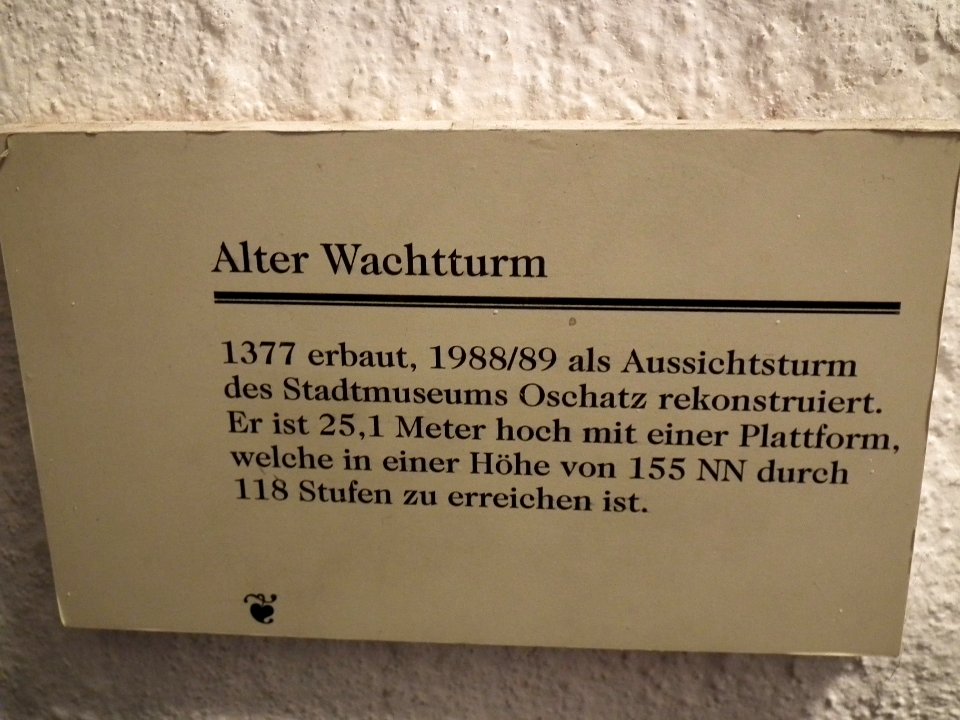 Alter Wachtturm
1377 erbaut, 1988/89 als Aussichtsturm
des Stadtmuseums Oschatz rekonstruiert.
Er ist 25,1 Meter hoch mit einer Plattform,
welche in einer Höhe von 155 NN durch
118 Stufen zu erreichen ist.